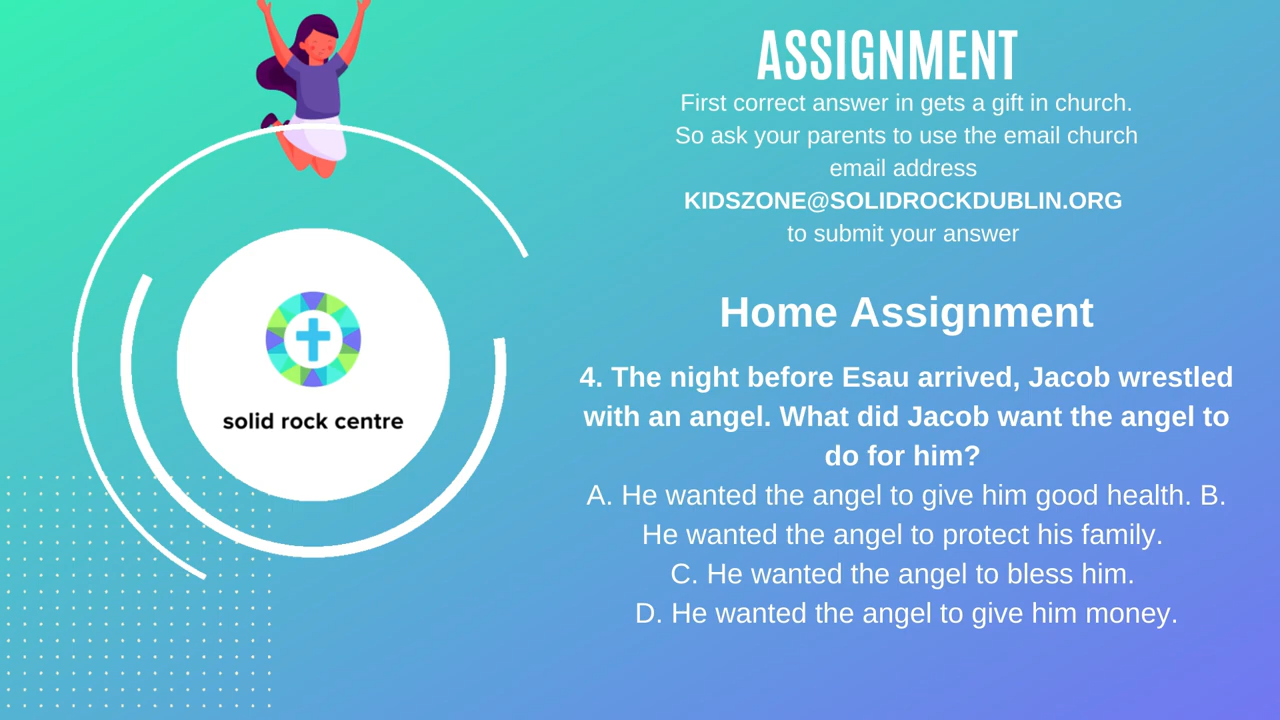 ASSIGNMENT
First correct answer in gets a gift in church.
So ask your parents to use the email church
email address
KIDSZONE@SOLIDROCKDUBLIN.ORG
to submit your answer
solid rock centre
Home Assignment
4. The night before Esau arrived, Jacob wrestled
with an angel. What did Jacob want the angel to
do for him?
A. He wanted the angel to give him good health. B.
He wanted the angel to protect his family.
C. He wanted the angel to bless him.
D. He wanted the angel to give him money.